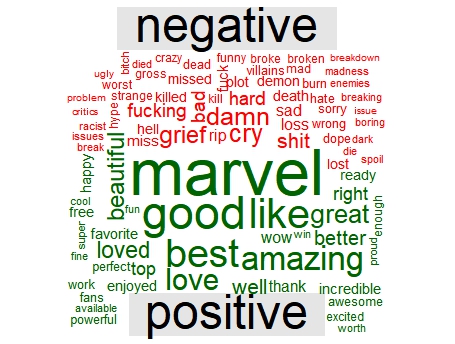 negative
bitch died crazy dead funny broke broken breakdown
ugly gross missed fuck villains mad madness
worst plot demon burn enemies
problem strange killed bad kill hard death hate breaking
critics hype fucking damn sad sorry issue
racist hell grief rip cry loss wrong boring
issues miss shit dope dark
break die
lost spoil
happy beautiful marvel ready
cool right
free fun good like great enough
super favorite wow win better
fine loved best amazing proud
perfect top
work enjoyed love well thank incredible
fans awesome
available positive excited
powerful worth